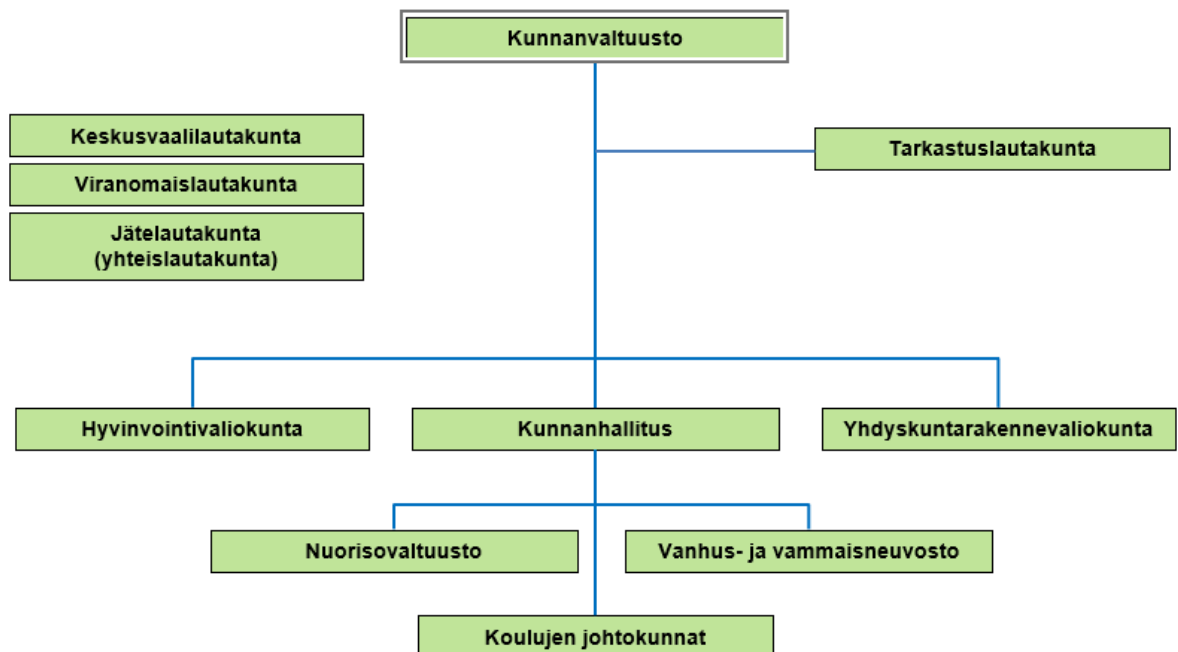 Kunnanvaltuusto
Keskusvaalilautakunta
Tarkastuslautakunta
Viranomaislautakunta
Jätelautakunta
(yhteislautakunta)
Hyvinvointivaliokunta
Kunnanhallitus
Yhdyskuntarakennevaliokunta
Nuorisovaltuusto
Vanhus- ja vammaisneuvosto
Koulujen johtokunnat